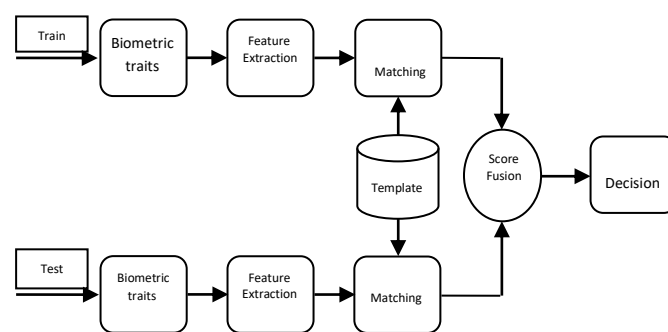 Train
Biometric
traits
Feature
Extraction
Matching
Template
Score
Fusion
Decision
Test
Biometric
traits
Feature
Extraction
Matching